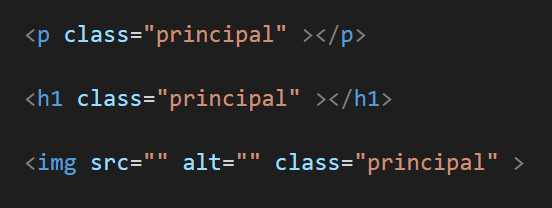 <p class="principal" ></p>
<h1 class="principal" ></h1>
<img src="" alt="" class="principal" >